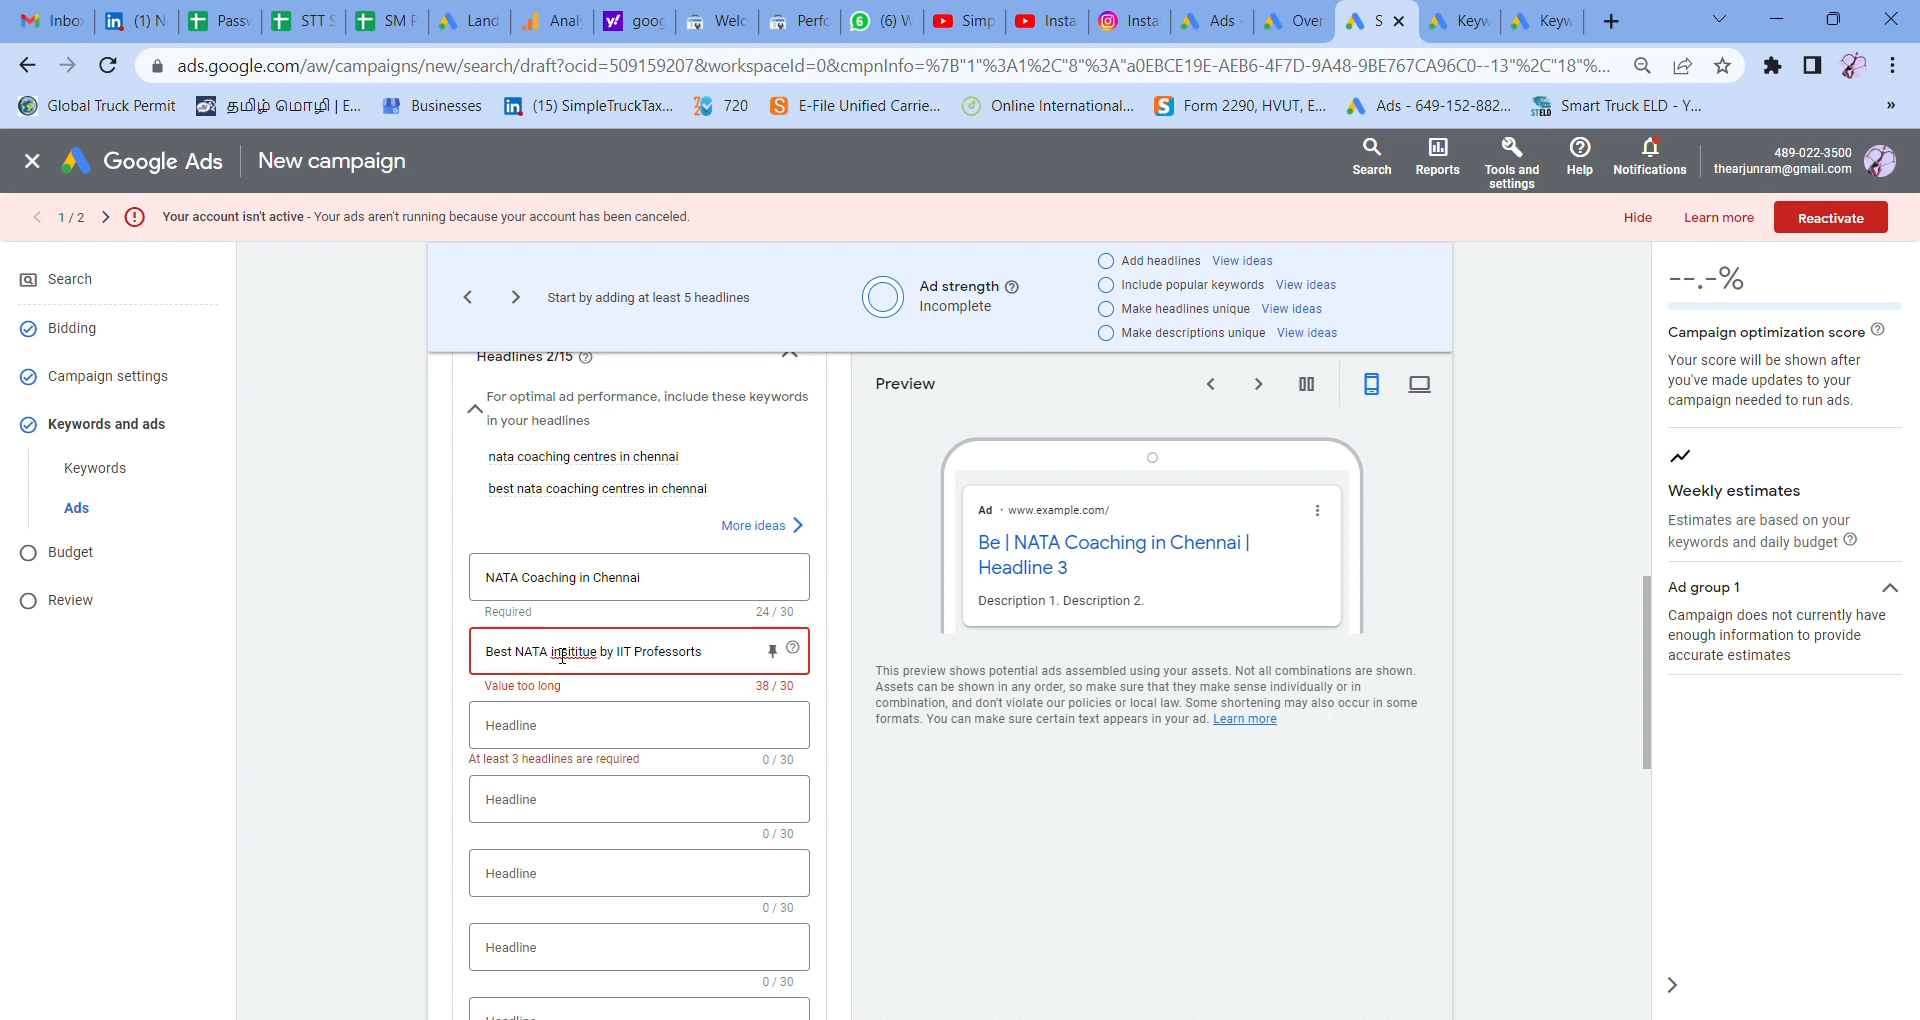 Inbo
(1) N
Passv
STT S
SM F
Land
Anal
goog
Welc
Perfo
(6) V
Simp
Insta
Insta
Ads
Over
S
Keyw
Keyw
ads.google.com/aw/campaigns/new/search/draft?ocid=509159207&workspaceId=0&cmpnInfo=%7B"1"%3A1%2C"8"%3A"a0EBCE19E-AEB6-4F7D-9A48-9BE767CA96C0--13"%2C"18"%...
Global Truck Permit
தமிழ் மொழி | E...
Businesses
(15) SimpleTruckTax...
720
E-File Unified Carrie...
Online International...
Form 2290, HVUT, E...
Ads - 649-152-882...
Smart Truck ELD - Y...
»
Google Ads
New campaign
Search
Reports
Tools and
settings
Help
Notifications
489-022-3500
thearjunram@gmail.com
1 / 2
Your account isn't active - Your ads aren't running because your account has been canceled.
Hide
Learn more
Reactivate
Search
Bidding
Campaign settings
Keywords and ads
Keywords
Ads
Budget
Review
Start by adding at least 5 headlines
Ad strength
Incomplete
Add headlines View ideas
Include popular keywords View ideas
Make headlines unique View ideas
Make descriptions unique View ideas
Headlines 2/15
For optimal ad performance, include these keywords
in your headlines
nata coaching centres in chennai
best nata coaching centres in chennai
More ideas
NATA Coaching in Chennai
Required 24 / 30
Best NATA insititue by IIT Professorts
Value too long 38 / 30
Headline
At least 3 headlines are required 0 / 30
Headline
0 / 30
Headline
0 / 30
Headline
0 / 30
Headline
Preview
Ad · www.example.com/
Be | NATA Coaching in Chennai |
Headline 3
Description 1. Description 2.
This preview shows potential ads assembled using your assets. Not all combinations are shown.
Assets can be shown in any order, so make sure that they make sense individually or in
combination, and don't violate our policies or local law. Some shortening may also occur in some
formats. You can make sure certain text appears in your ad. Learn more
--.-%
Campaign optimization score
Your score will be shown after
you've made updates to your
campaign needed to run ads.
Weekly estimates
Estimates are based on your
keywords and daily budget
Ad group 1
Campaign does not currently have
enough information to provide
accurate estimates